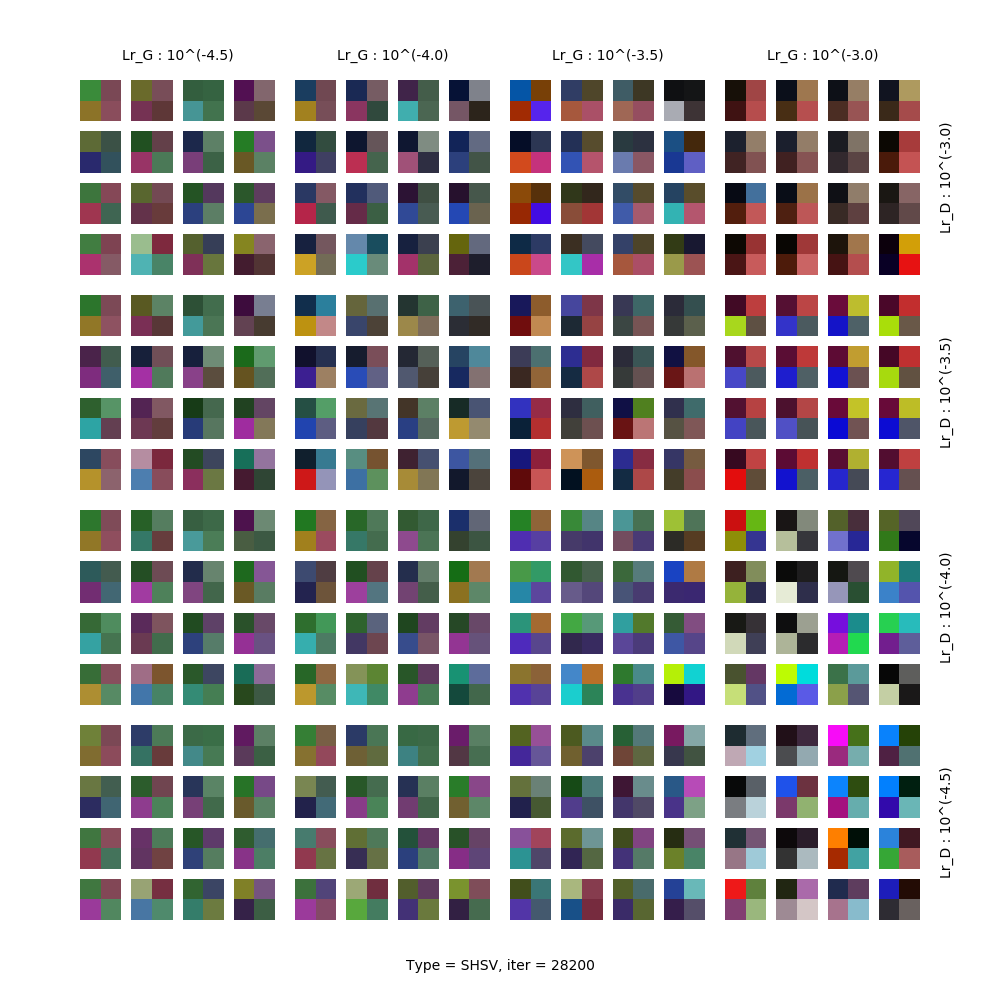 Lr_G : 10^(-4.5)
Lr_G : 10^(-4.0)
Lr_G : 10^(-3.5)
Lr_G : 10^(-3.0)
Lr_D : 10^(-3.0)
Lr_D : 10^(-3.5)
Lr_D : 10^(-4.0)
Lr_D : 10^(-4.5)
Type = SHSV, iter = 28200